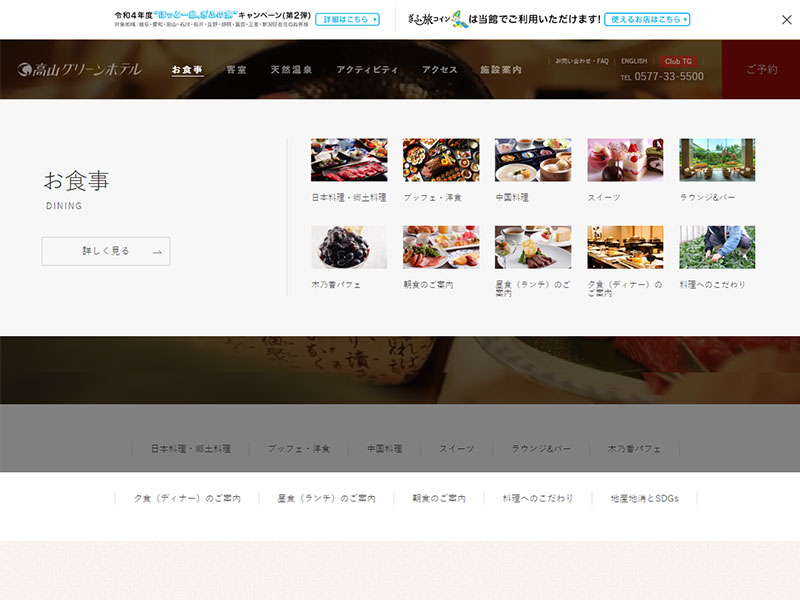 令和4年度"ほっと一息、ぎふの旅"キャンペーン(第2弾)
対象地域：岐阜・愛知・富山・石川・福井・長野・静岡・滋賀・三重・新潟県在住のお客様
詳細はこちら
ぎふ旅コイン
は当館でご利用いただけます!
使えるお店はこちら
高山グリーンホテル
お食事
客室
天然温泉
アクティビティ
アクセス
施設案内
お問い合わせ・FAQ
ENGLISH
Club TG
TEL 0577-33-5500
ご予約
お食事
DINING
詳しく見る
日本料理・郷土料理
ブッフェ・洋食
中国料理
スイーツ
ラウンジ&バー
木乃香パフェ
朝食のご案内
昼食（ランチ）のご
案内
夕食（ディナー）の
ご案内
料理へのこだわり
日本料理・郷土料理
ブッフェ・洋食
中国料理
スイーツ
ラウンジ&バー
木乃香パフェ
夕食（ディナー）のご案内
昼食（ランチ）のご案内
朝食のご案内
料理へのこだわり
地産地消とSDGs